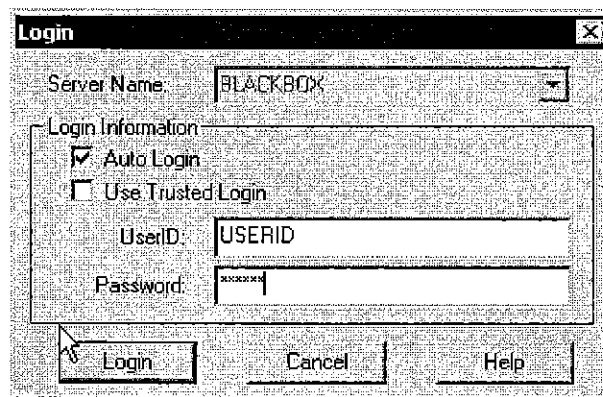 Login
Server Name: BLACKBOX
Login Information
Auto Login
Use Trusted Login
UserID: USERID
Password: ******
Login Cancel Help